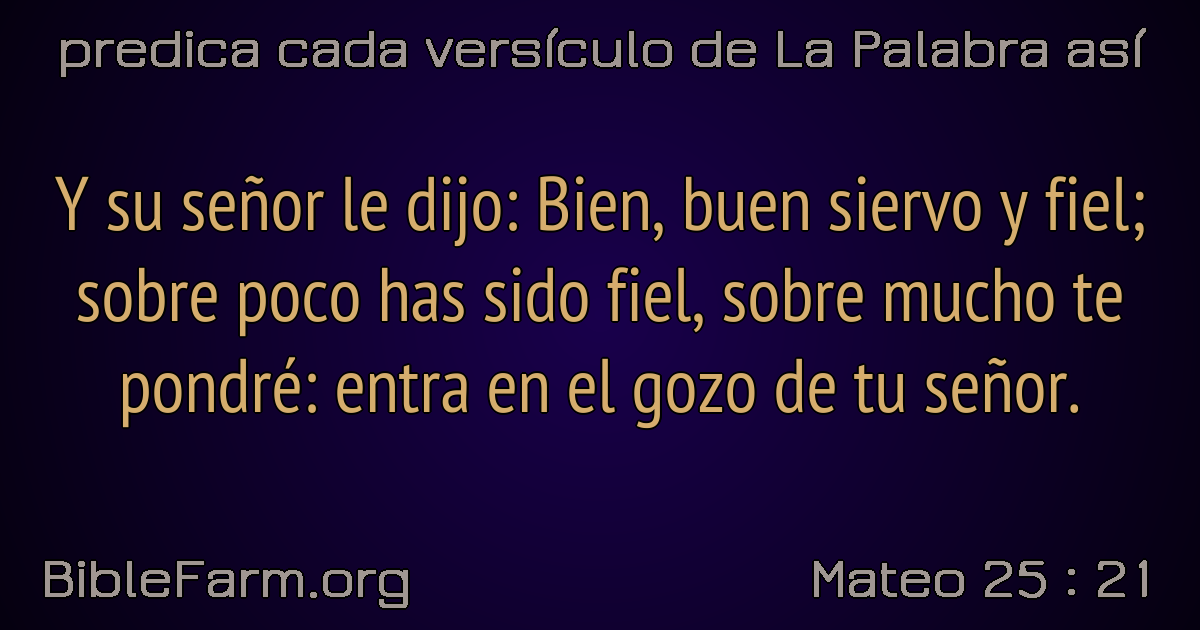 predica cada versículo de La Palabra así
Y su señor le dijo: Bien, buen siervo y fiel;
sobre poco has sido fiel, sobre mucho te
pondré: entra en el gozo de tu señor.
BibleFarm.org
Mateo 25 : 21